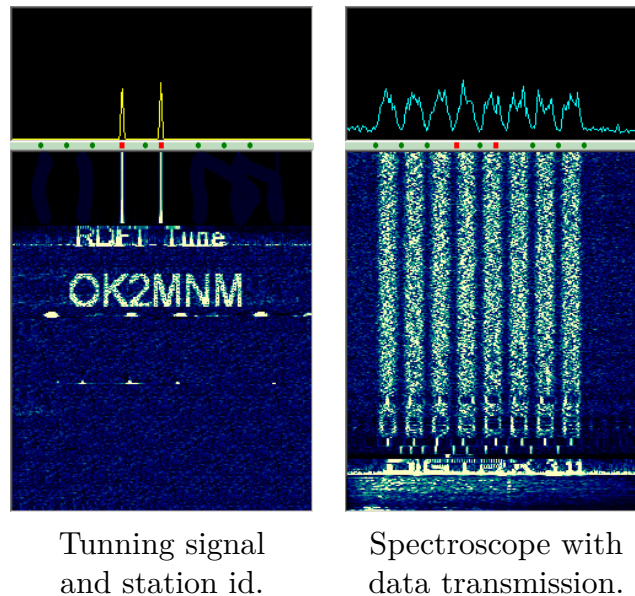 RDFT Tune
OK2MNM
Tunning signal
and station id.
Spectroscope with
data transmission.